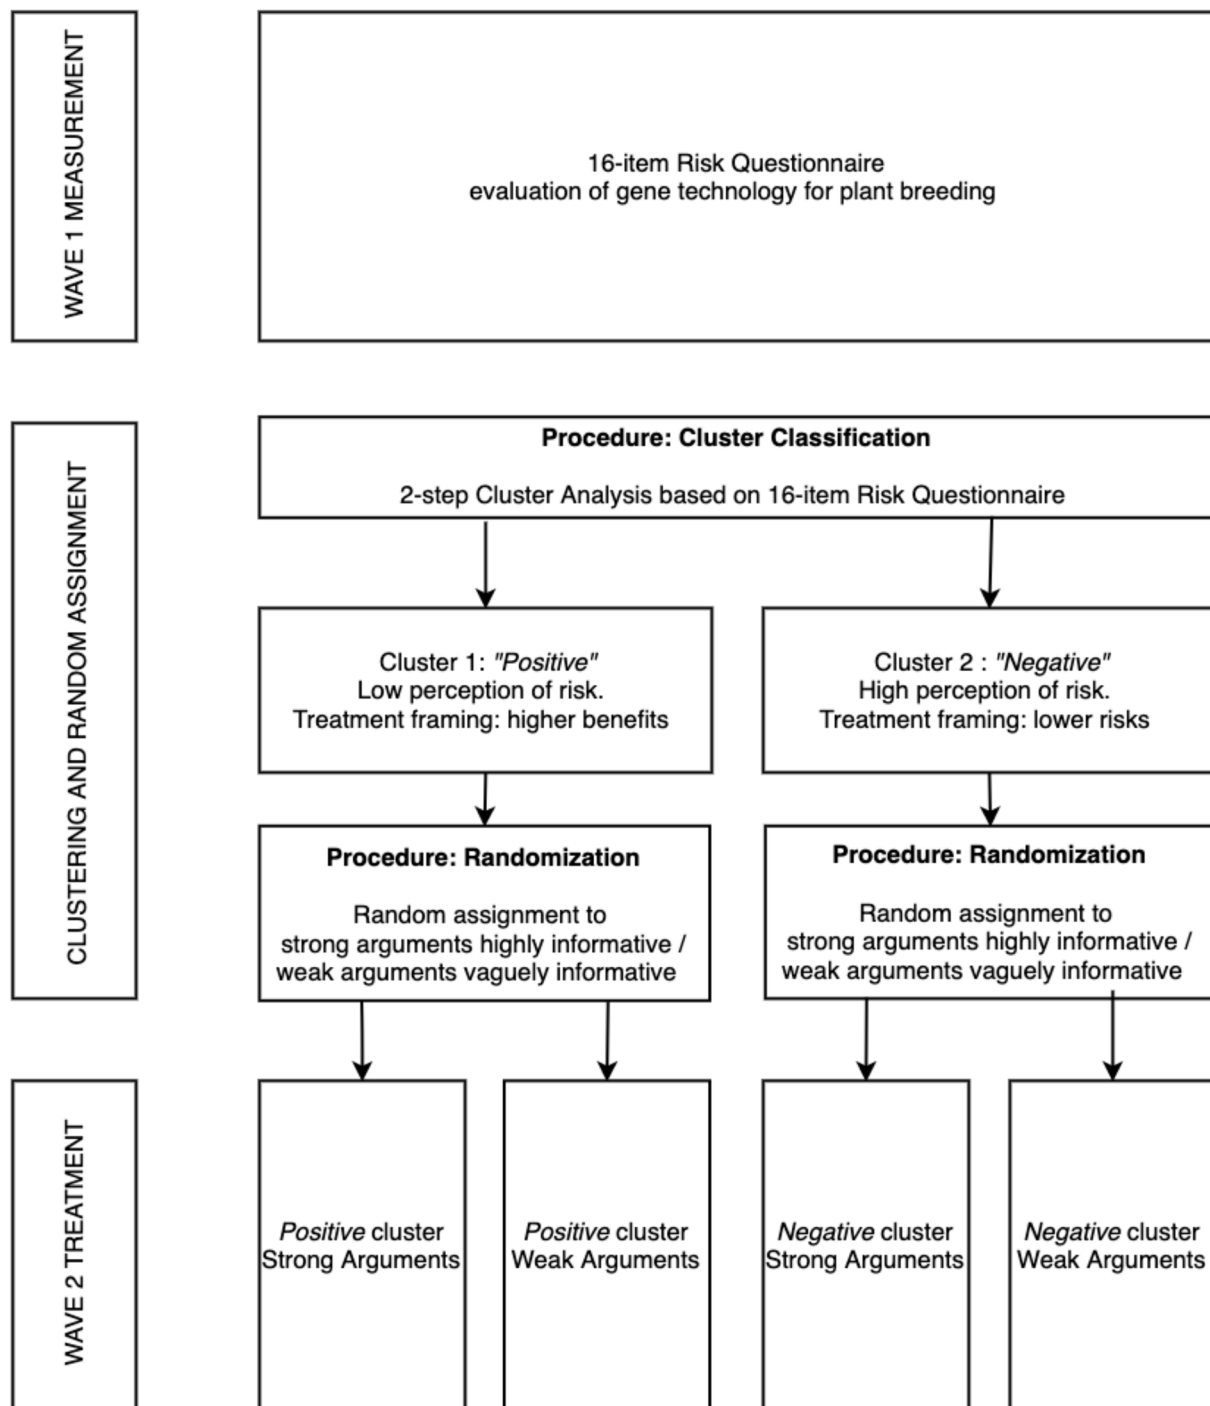 WAVE 1 MEASUREMENT
16-item Risk Questionnaire
evaluation of gene technology for plant breeding
CLUSTERING AND RANDOM ASSIGNMENT
Procedure: Cluster Classification
2-step Cluster Analysis based on 16-item Risk Questionnaire
Cluster 1: "Positive"
Low perception of risk.
Treatment framing: higher benefits
Cluster 2 : "Negative"
High perception of risk.
Treatment framing: lower risks
Procedure: Randomization
Random assignment to
strong arguments highly informative /
weak arguments vaguely informative
Procedure: Randomization
Random assignment to
strong arguments highly informative /
weak arguments vaguely informative
WAVE 2 TREATMENT
Positive cluster
Strong Arguments
Positive cluster
Weak Arguments
Negative cluster
Strong Arguments
Negative cluster
Weak Arguments